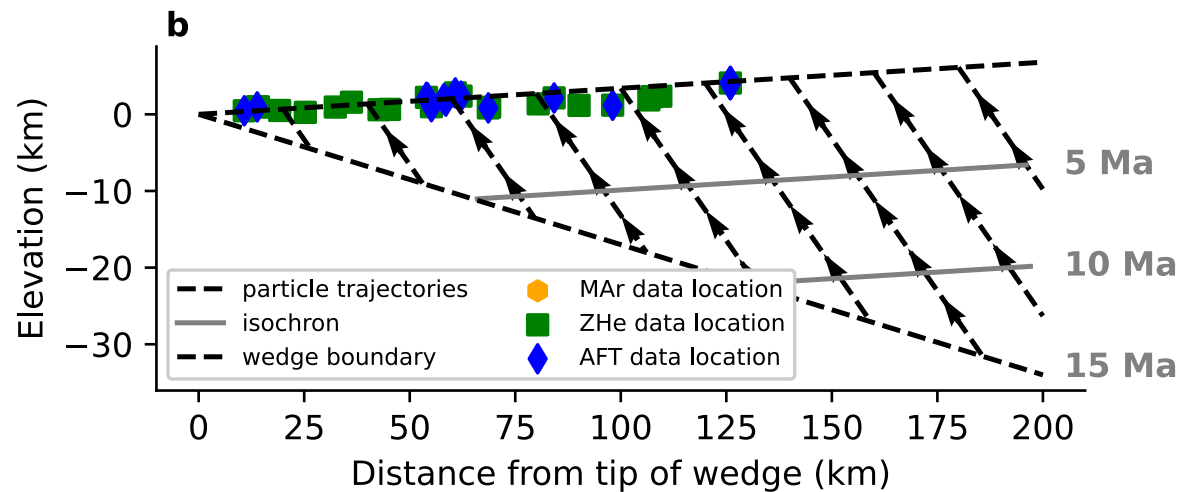 b
Elevation (km)
0
−10
−20
−30
5 Ma
10 Ma
15 Ma
particle trajectories
isochron
wedge boundary
MAr data location
ZHe data location
AFT data location
0 25 50 75 100 125 150 175 200
Distance from tip of wedge (km)